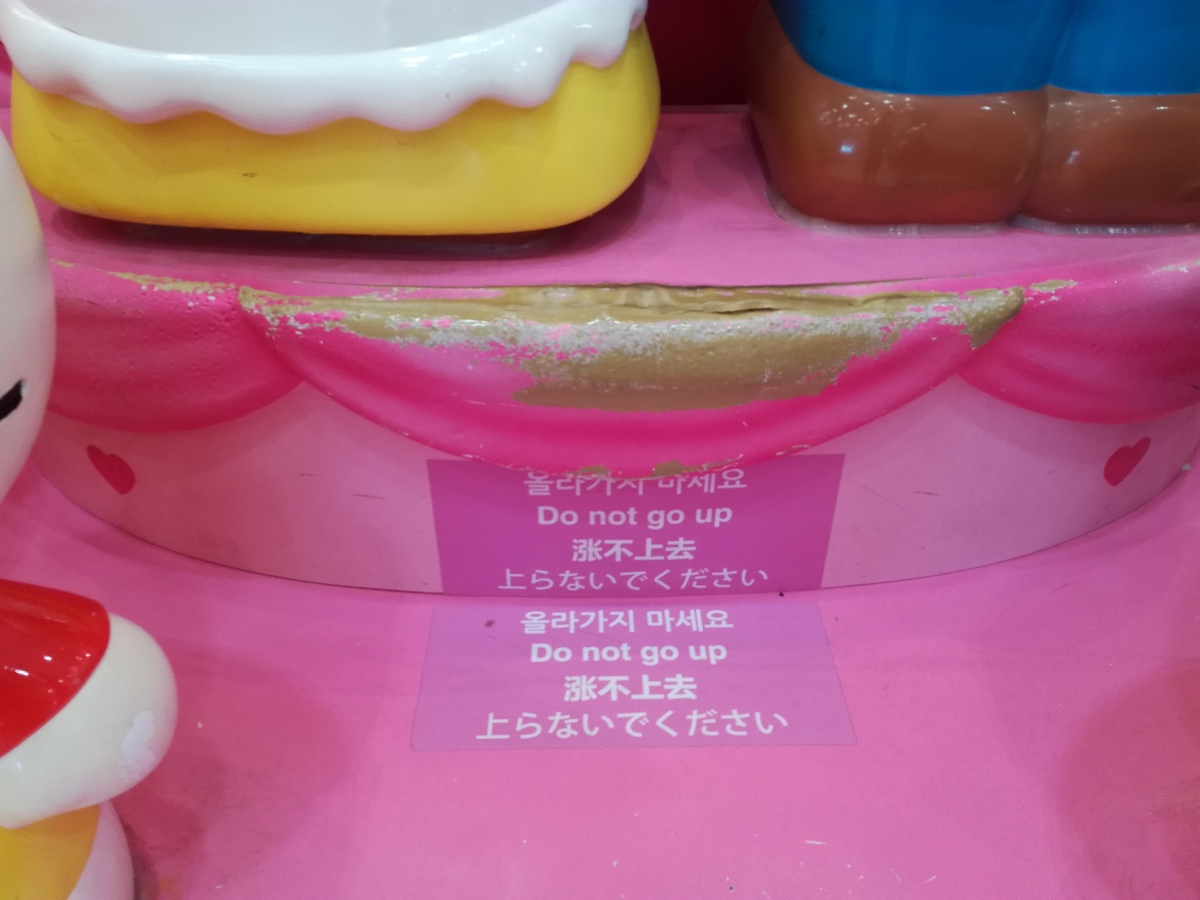 올라가지 마세요
Do not go up
涨不上去
上らないでください
올라가지 마세요
Do not go up
涨不上去
上らないでください